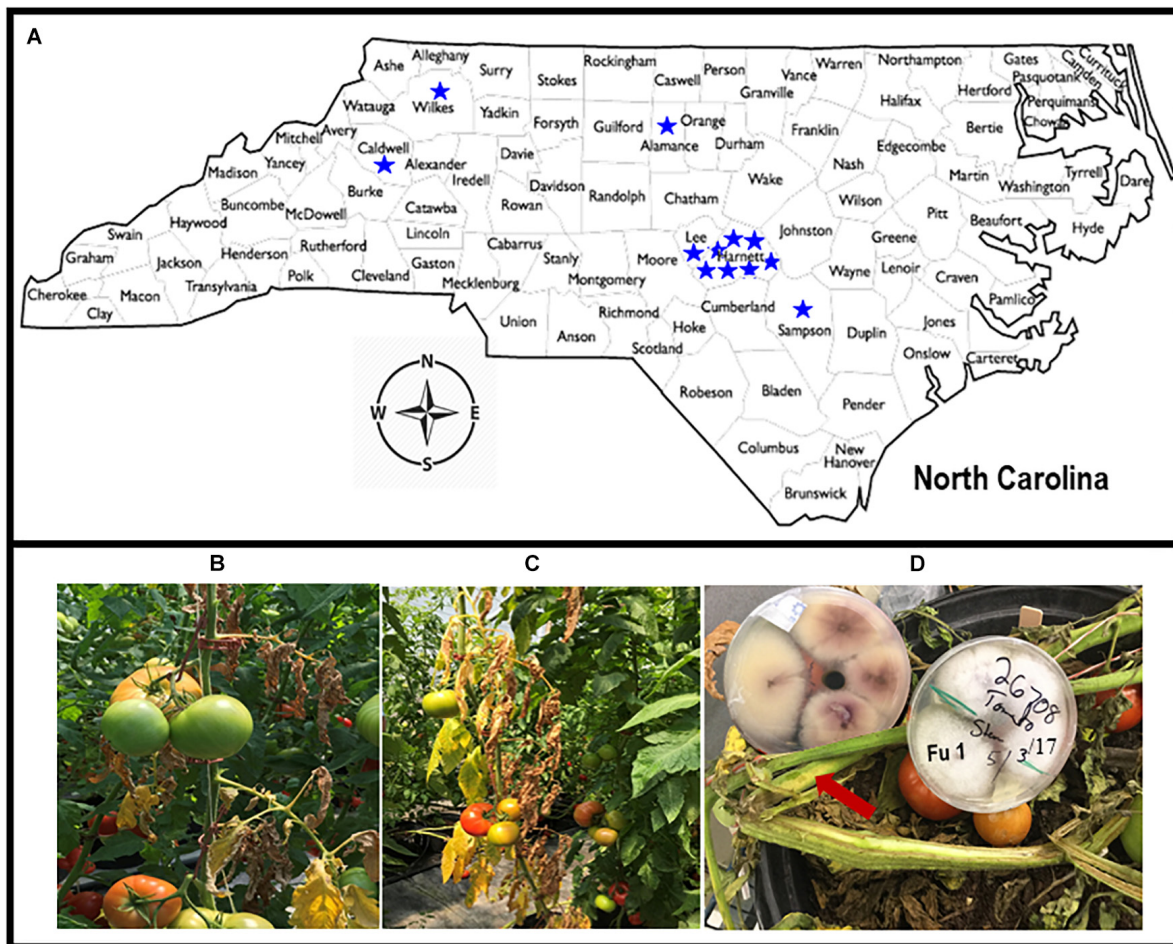 A
Alleghany
Ashe
Surry
Stokes
Rockingham
Caswell
Person
Vance
Warren
Granville
Northampton
Gates
Camden
Currituck
Pasquotank
Hertford
Perquimans
Halifax
Wilkes
Watauga
Yadkin
Forsyth
Guilford
Alamance
Orange
Durham
Franklin
Bertie
Mitchell
Avery
Caldwell
Alexander
Davie
Iredell
Nash
Edgecombe
Martin
Washington
Tyrrell
Dare
Madison
Yancey
Burke
Catawba
Rowan
Davidson
Randolph
Chatham
Wake
Wilson
Pitt
Beaufort
Hyde
Buncombe
McDowell
Haywood
Swain
Graham
Jackson
Henderson
Rutherford
Lincoln
Cabarrus
Stanly
Moore
Lee
Harnett
Johnston
Greene
Wayne
Lenoir
Craven
Pamlico
Cherokee
Macon
Clay
Transylvania
Polk
Cleveland
Gaston
Mecklenburg
Montgomery
Richmond
Cumberland
Sampson
Duplin
Jones
Carteret
Onslow
Union
Anson
Hoke
Scotland
Robeson
Bladen
Pender
Columbus
New
Hanover
Brunswick
N
W
E
S
North Carolina
B
C
D
26708
Stem
Fu 1
5/3/17